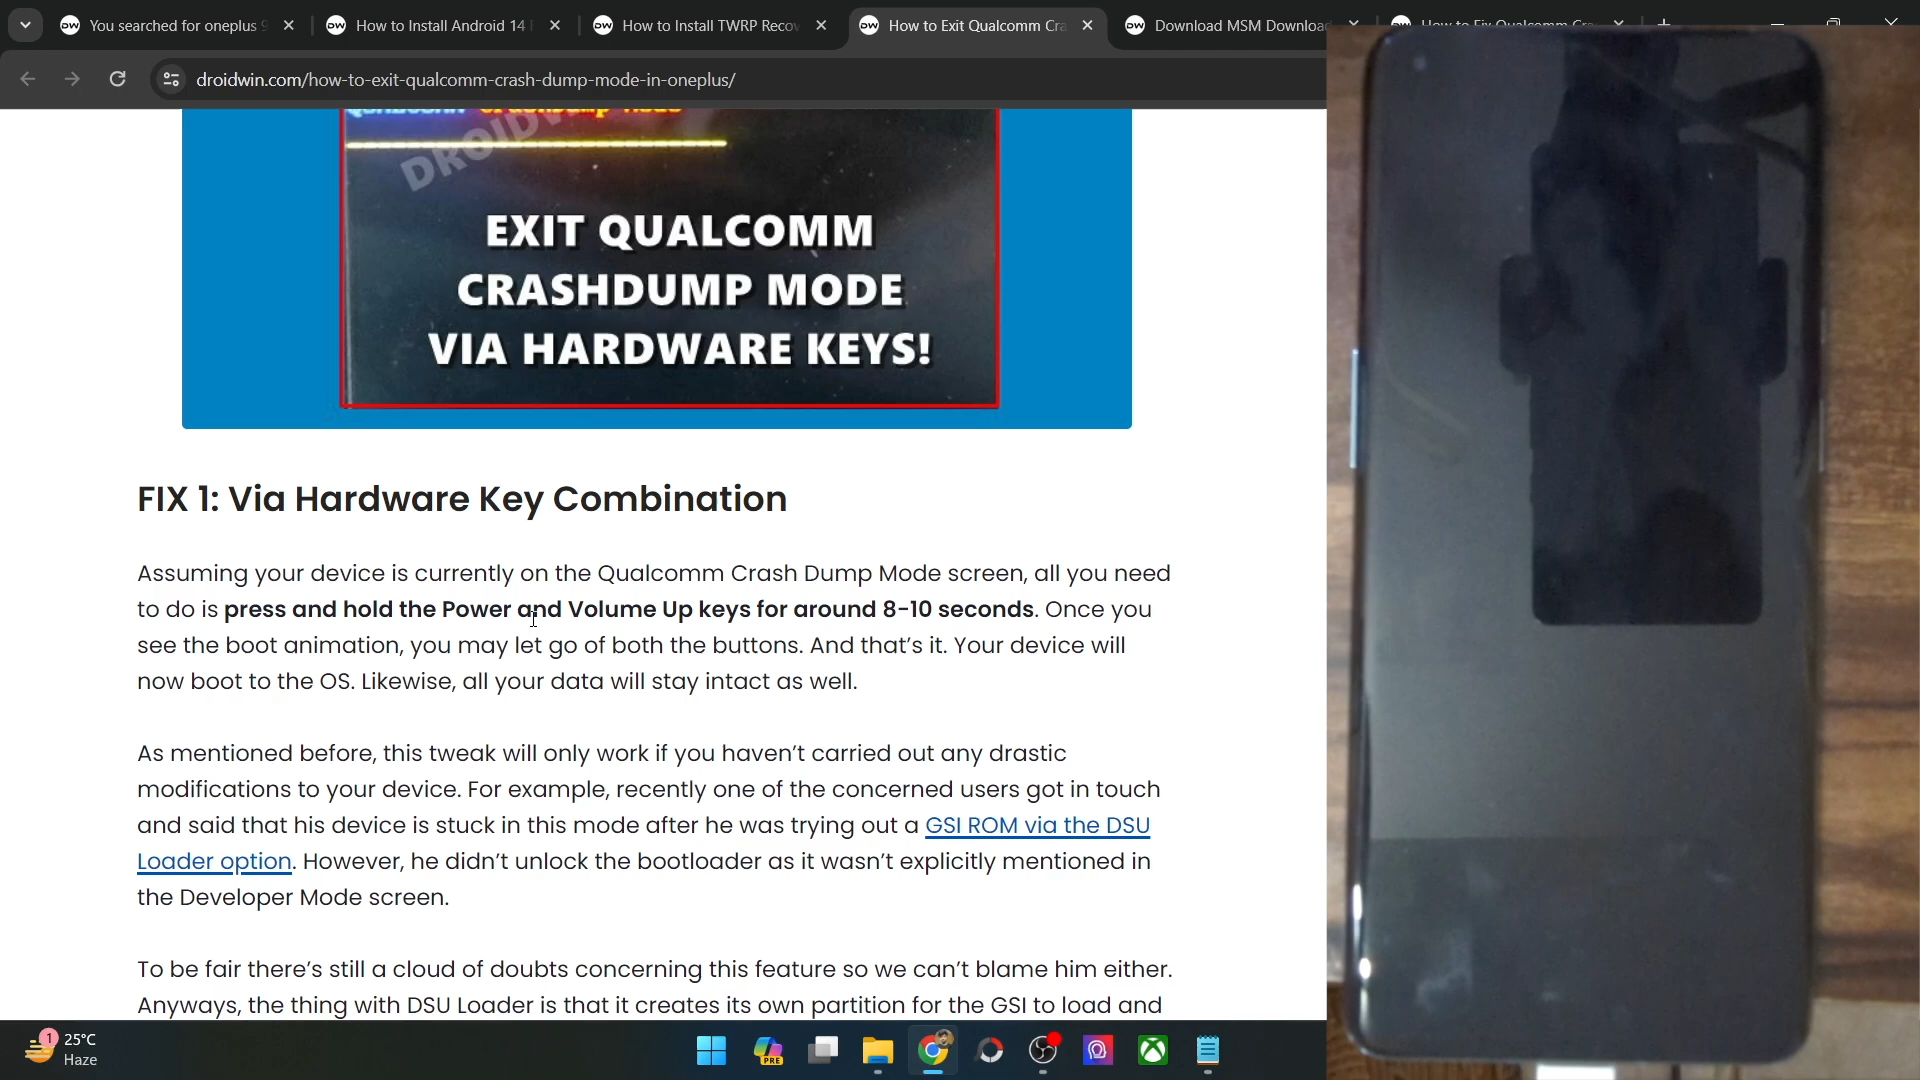 You searched for oneplus 9
How to Install Android 14
How to Install TWRP Recov
How to Exit Qualcomm Cra
Download MSM Download
How to Fix Qualcomm Cra
droidwin.com/how-to-exit-qualcomm-crash-dump-mode-in-oneplus/
DROIDW
EXIT QUALCOMM
CRASHDUMP MODE
VIA HARDWARE KEYS!
FIX 1: Via Hardware Key Combination
Assuming your device is currently on the Qualcomm Crash Dump Mode screen, all you need
to do is press and hold the Power and Volume Up keys for around 8-10 seconds. Once you
see the boot animation, you may let go of both the buttons. And that’s it. Your device will
now boot to the OS. Likewise, all your data will stay intact as well.
As mentioned before, this tweak will only work if you haven’t carried out any drastic
modifications to your device. For example, recently one of the concerned users got in touch
and said that his device is stuck in this mode after he was trying out a GSI ROM via the DSU
Loader option. However, he didn’t unlock the bootloader as it wasn’t explicitly mentioned in
the Developer Mode screen.
To be fair there’s still a cloud of doubts concerning this feature so we can’t blame him either.
Anyways, the thing with DSU Loader is that it creates its own partition for the GSI to load and
1
25°C
Haze
PRE